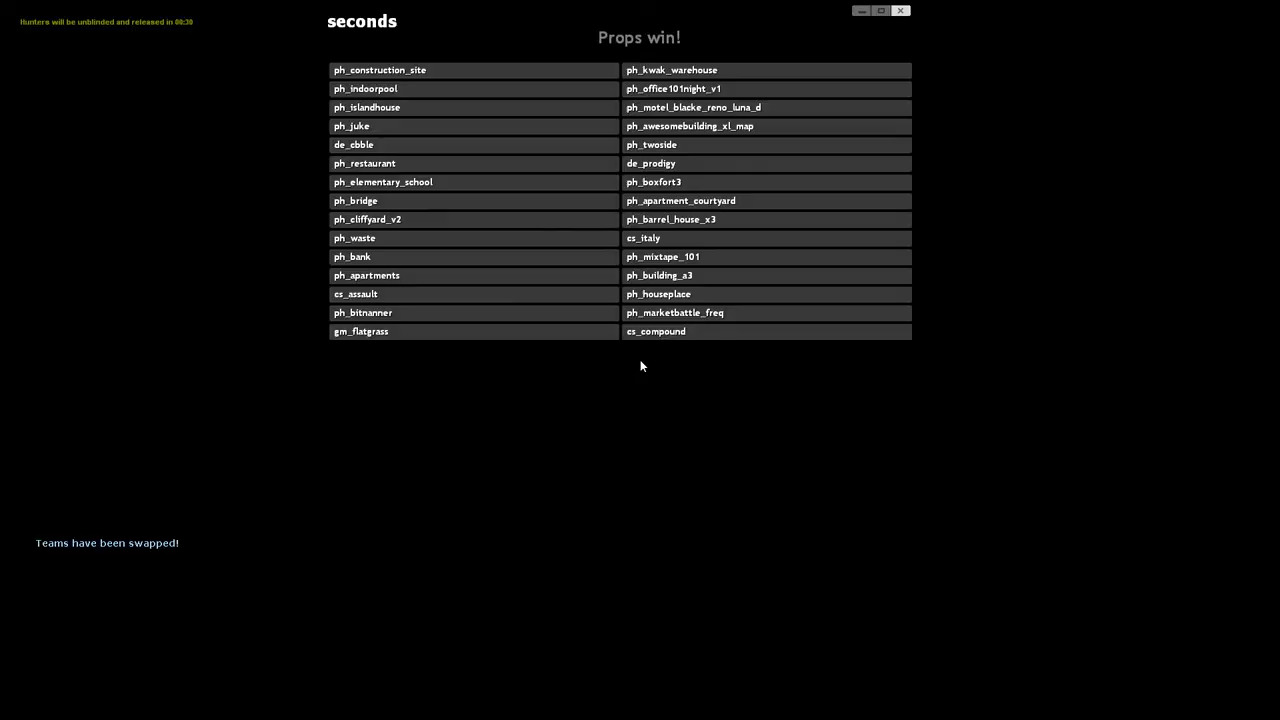 Hunters will be unblinded and released in 00:30
seconds
Props win!
ph_construction_site
ph_kwak_warehouse
ph_indoorpool
ph_office101night_v1
ph_islandhouse
ph_motel_blacke_reno_luna_d
ph_juke
ph_awesomebuilding_xl_map
de_cbble
ph_twoside
ph_restaurant
de_prodigy
ph_elementary_school
ph_boxfort3
ph_bridge
ph_apartment_courtyard
ph_cliffyard_v2
ph_barrel_house_x3
ph_waste
cs_italy
ph_bank
ph_mixtape_101
ph_apartments
ph_building_a3
cs_assault
ph_houseplace
ph_bitnanner
ph_marketbattle_freq
gm_flatgrass
cs_compound
Teams have been swapped!